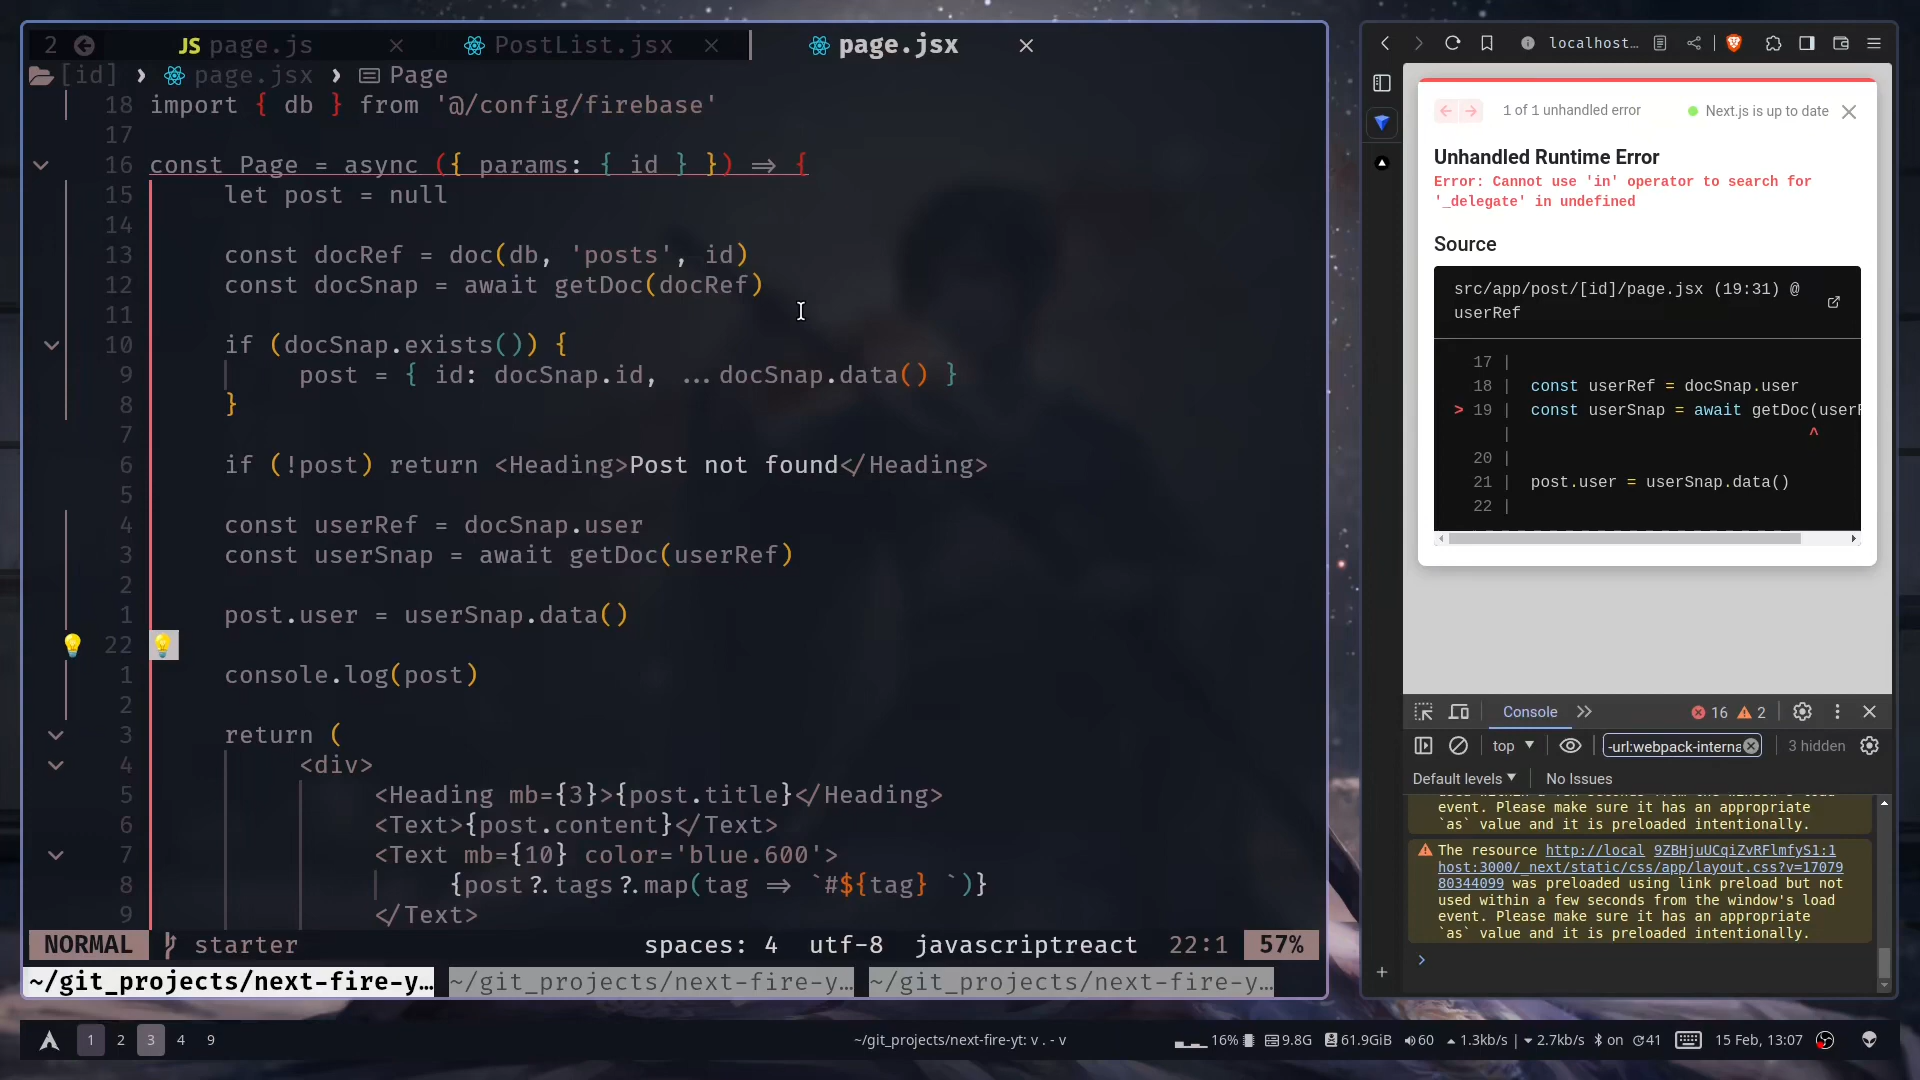 2
page.js
PostList.jsx
page.jsx
[id] › page.jsx › Page
18 import { db } from '@/config/firebase'
17
16 const Page = async ({ params: { id } }) ⇒ {
15 let post = null
14
13 const docRef = doc(db, 'posts', id)
12 const docSnap = await getDoc(docRef)
11
10 if (docSnap.exists()) {
9 post = { id: docSnap.id, ...docSnap.data() }
8 }
7
6 if (!post) return <Heading>Post not found</Heading>
5
4 const userRef = docSnap.user
3 const userSnap = await getDoc(userRef)
2
1 post.user = userSnap.data()
22
1 console.log(post)
2
3 return (
4 <div>
5 <Heading mb={3}>{post.title}</Heading>
6 <Text>{post.content}</Text>
7 <Text mb={10} color='blue.600'>
8 {post?.tags?.map(tag ⇒ `#${tag} `)}
9 </Text>
NORMAL starter spaces: 4 utf-8 javascriptreact 22:1 57%
~/git_projects/next-fire-y… ~/git_projects/next-fire-y… ~/git_projects/next-fire-y…
localhost…
1 of 1 unhandled error
Next.js is up to date
Unhandled Runtime Error
Error: Cannot use 'in' operator to search for
'_delegate' in undefined
Source
src/app/post/[id]/page.jsx (19:31) @
userRef
17 |
18 | const userRef = docSnap.user
> 19 | const userSnap = await getDoc(userR
| ^
20 |
21 | post.user = userSnap.data()
22 |
Console 16 2
top -url:webpack-interna 3 hidden
Default levels No Issues
event. Please make sure it has an appropriate
`as` value and it is preloaded intentionally.
The resource http://local 9ZBHjuUCqiZvRFlmfyS1:1
host:3000/_next/static/css/app/layout.css?v=17079
80344099 was preloaded using link preload but not
used within a few seconds from the window's load
event. Please make sure it has an appropriate
`as` value and it is preloaded intentionally.
1 2 3 4 9
~/git_projects/next-fire-yt: v . - v
16% 9.8G 61.9GiB 60 1.3kb/s | 2.7kb/s on 41 15 Feb, 13:07